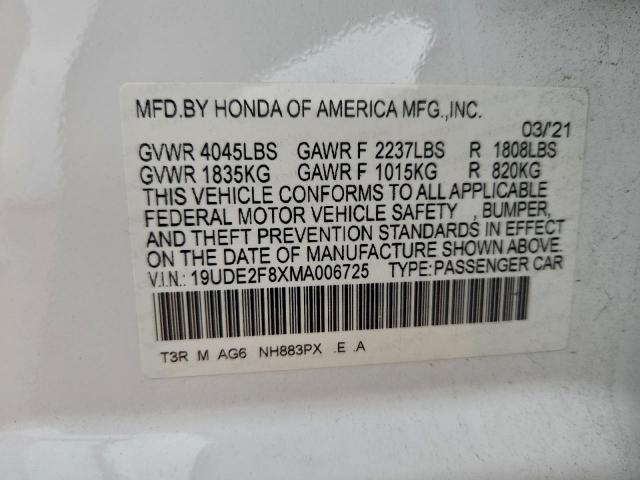 MFD.BY HONDA OF AMERICA MFG.,INC.
03/'21
GVWR 4045LBS GAWR F 2237LBS R 1808LBS
GVWR 1835KG GAWR F 1015KG R 820KG
THIS VEHICLE CONFORMS TO ALL APPLICABLE
FEDERAL MOTOR VEHICLE SAFETY , BUMPER,
AND THEFT PREVENTION STANDARDS IN EFFECT
ON THE DATE OF MANUFACTURE SHOWN ABOVE.
V.I.N.: 19UDE2F8XMA006725 TYPE:PASSENGER CAR
T3R M AG6 NH883PX .E .A